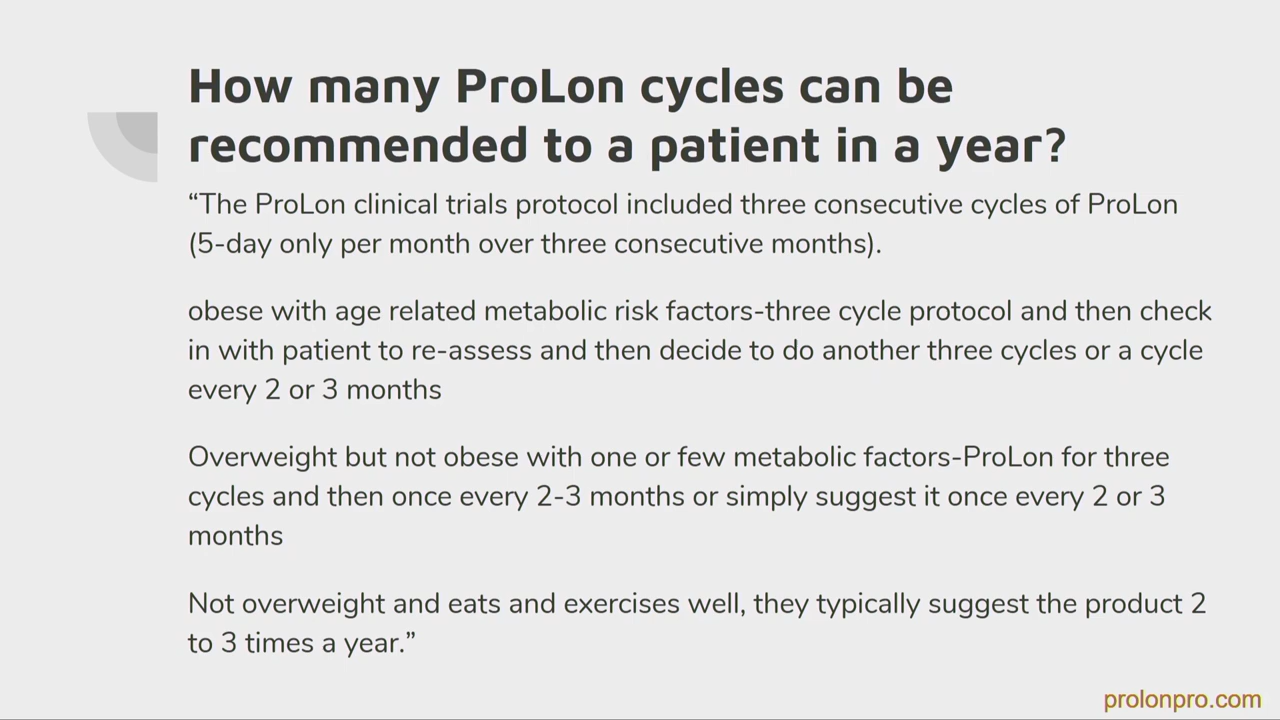 How many ProLon cycles can be
recommended to a patient in a year?
“The ProLon clinical trials protocol included three consecutive cycles of ProLon
(5-day only per month over three consecutive months).
obese with age related metabolic risk factors-three cycle protocol and then check
in with patient to re-assess and then decide to do another three cycles or a cycle
every 2 or 3 months
Overweight but not obese with one or few metabolic factors-ProLon for three
cycles and then once every 2-3 months or simply suggest it once every 2 or 3
months
Not overweight and eats and exercises well, they typically suggest the product 2
to 3 times a year.”
prolonpro.com